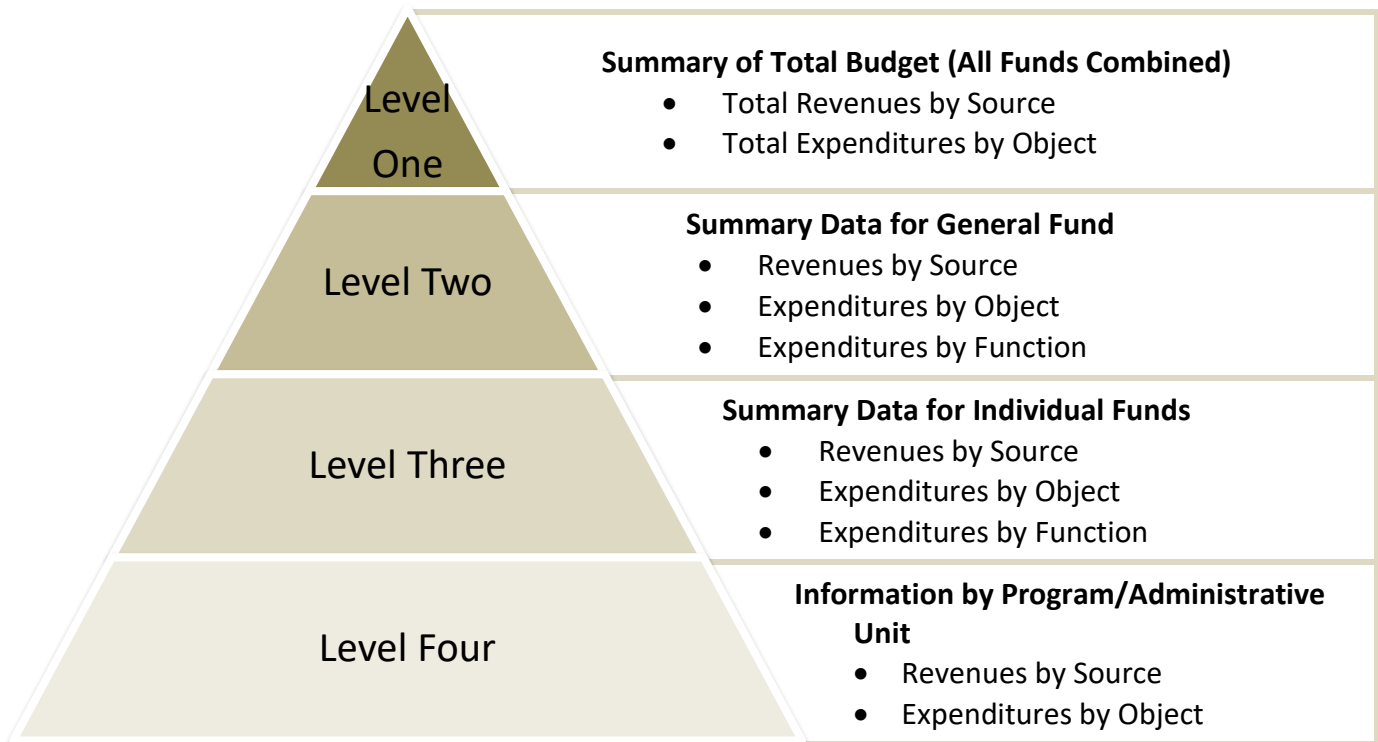 Level
One
Summary of Total Budget (All Funds Combined)
• Total Revenues by Source
• Total Expenditures by Object
Level Two
Summary Data for General Fund
• Revenues by Source
• Expenditures by Object
• Expenditures by Function
Level Three
Summary Data for Individual Funds
• Revenues by Source
• Expenditures by Object
• Expenditures by Function
Level Four
Information by Program/Administrative
Unit
• Revenues by Source
• Expenditures by Object